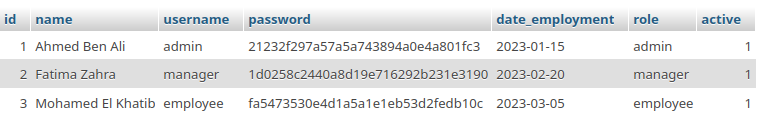 id name username password date_employment role active
1 Ahmed Ben Ali admin 21232f297a57a5a743894a0e4a801fc3 2023-01-15 admin 1
2 Fatima Zahra manager 1d0258c2440a8d19e716292b231e3190 2023-02-20 manager 1
3 Mohamed El Khatib employee fa5473530e4d1a5a1e1eb53d2fedb10c 2023-03-05 employee 1